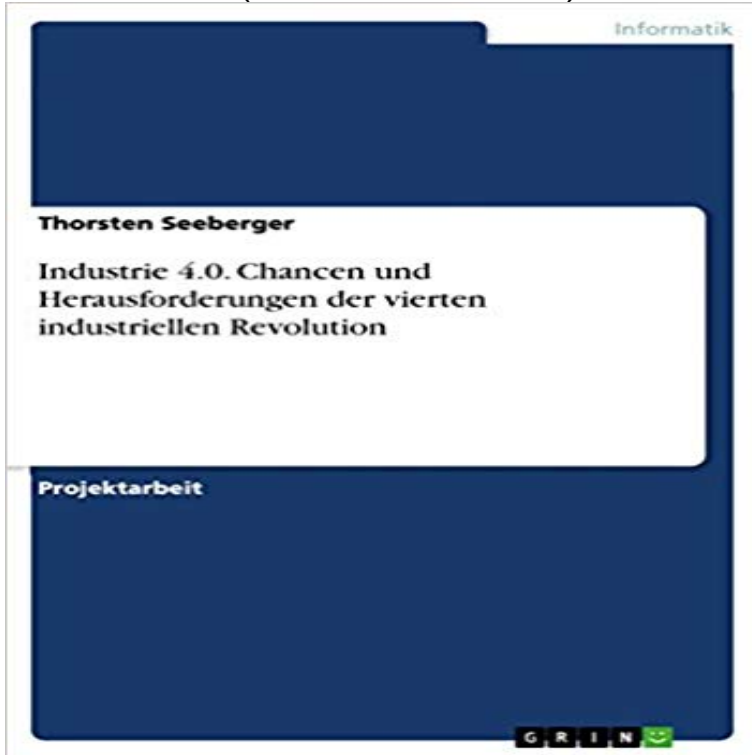 Informatik
Thorsten Seeberger
Industrie 4.0. Chancen und
Herausforderungen der vierten
industriellen Revolution
Projektarbeit
GRIN